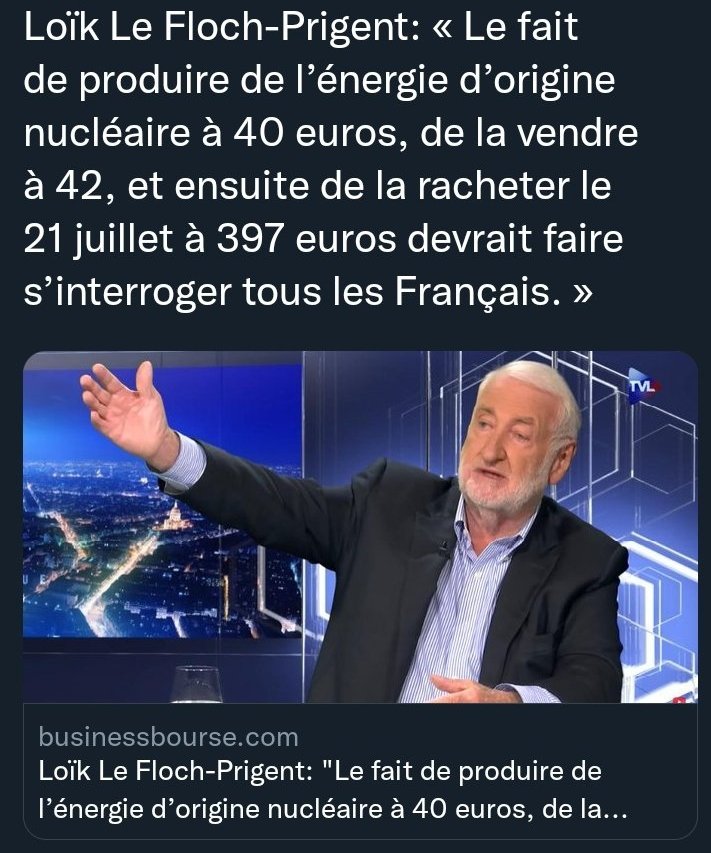 Loïk Le Floch-Prigent: « Le fait
de produire de l’énergie d’origine
nucléaire à 40 euros, de la vendre
à 42, et ensuite de la racheter le
21 juillet à 397 euros devrait faire
s’interroger tous les Français. »
TVL
businessbourse.com
Loïk Le Floch-Prigent: "Le fait de produire de
l’énergie d’origine nucléaire à 40 euros, de la...